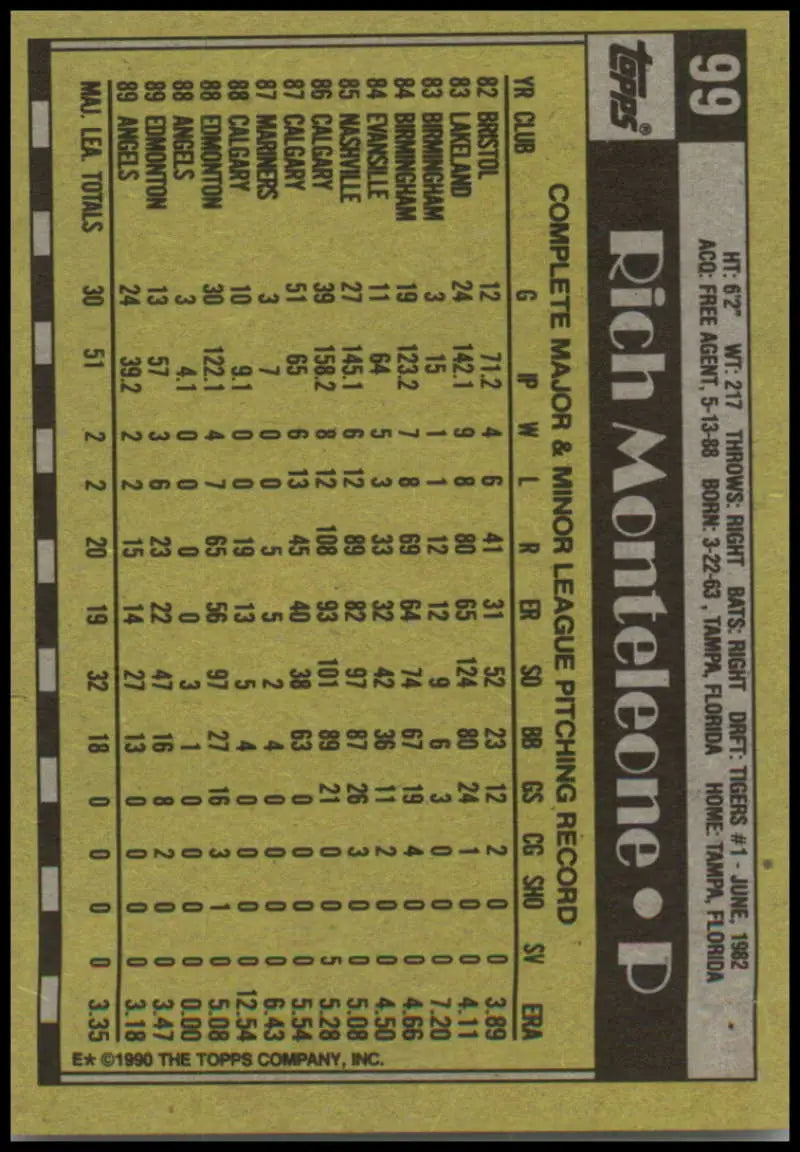 99
HT: 6'2" WT: 217 THROWS: RIGHT BATS: RIGHT DRFT: TIGERS #1 - JUNE, 1982
ACQ: FREE AGENT, 5-13-88 BORN: 3-22-63, TAMPA, FLORIDA HOME: TAMPA, FLORIDA
TOPPS®
Rich Monteleone • P
COMPLETE MAJOR & MINOR LEAGUE PITCHING RECORD
YR CLUB G IP W L R ER SO BB GS CG SHO SV ERA
82 BRISTOL 12 71.2 4 6 41 31 52 23 12 2 0 0 3.89
83 LAKELAND 24 142.1 9 8 80 65 124 80 24 1 0 0 4.11
83 BIRMINGHAM 3 15 1 1 12 12 9 6 3 0 0 0 7.20
84 BIRMINGHAM 19 123.2 7 8 69 64 74 67 19 4 0 0 4.66
84 EVANSILLE 11 64 5 3 33 32 42 36 11 2 0 0 4.50
85 NASHVILLE 27 145.1 6 12 89 82 97 87 26 3 0 0 5.08
86 CALGARY 39 158.2 8 12 108 93 101 89 21 0 0 5 5.28
87 CALGARY 51 65 6 13 45 40 38 63 0 0 0 0 5.54
87 MARINERS 3 7 0 0 5 5 2 4 0 0 0 0 6.43
88 CALGARY 10 9.1 0 0 19 13 5 4 0 0 0 0 12.54
88 EDMONTON 30 122.1 4 7 65 56 97 27 16 3 1 0 5.08
88 ANGELS 3 4.1 0 0 0 0 3 1 0 0 0 0 0.00
89 EDMONTON 13 57 3 6 23 22 47 16 8 2 0 0 3.47
89 ANGELS 24 39.2 2 2 15 14 27 13 0 0 0 0 3.18
MAJ. LEA. TOTALS 30 51 2 2 20 19 32 18 0 0 0 0 3.35
E* ©1990 THE TOPPS COMPANY, INC.